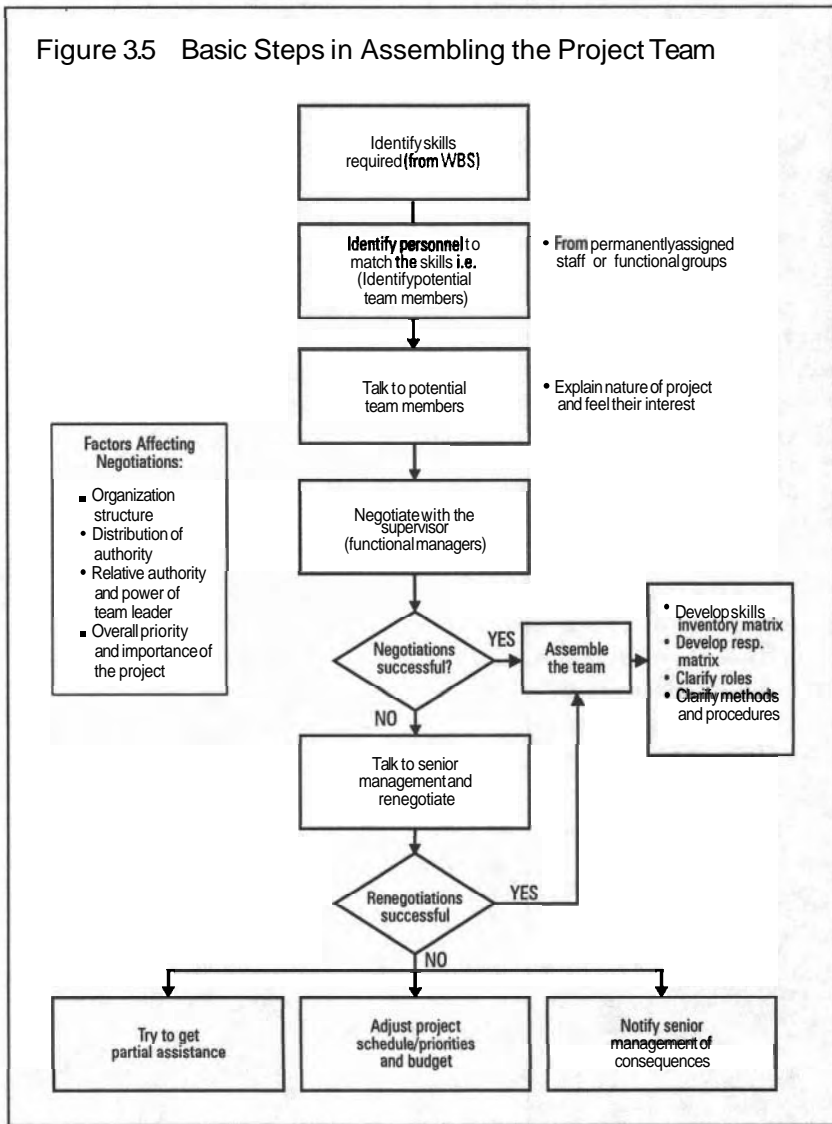 Figure 3.5 Basic Steps in Assembling the Project Team
Identify skills
required (from WBS)
Identify personnel to
match the skills i.e.
(Identify potential
team members)
• From permanently assigned
staff or functional groups
Talk to potential
team members
• Explain nature of project
and feel their interest
Factors Affecting
Negotiations:
▪ Organization
structure
• Distribution of
authority
• Relative authority
and power of
team leader
▪ Overall priority
and importance of
the project
Negotiate with the
supervisor
(functional managers)
Negotiations
successful?
YES
Assemble
the team
• Develop skills
inventory matrix
• Develop resp.
matrix
• Clarify roles
• Clarify methods
and procedures
NO
Talk to senior
management and
renegotiate
Renegotiations
successful
YES
NO
Try to get
partial assistance
Adjust project
schedule/priorities
and budget
Notify senior
management of
consequences